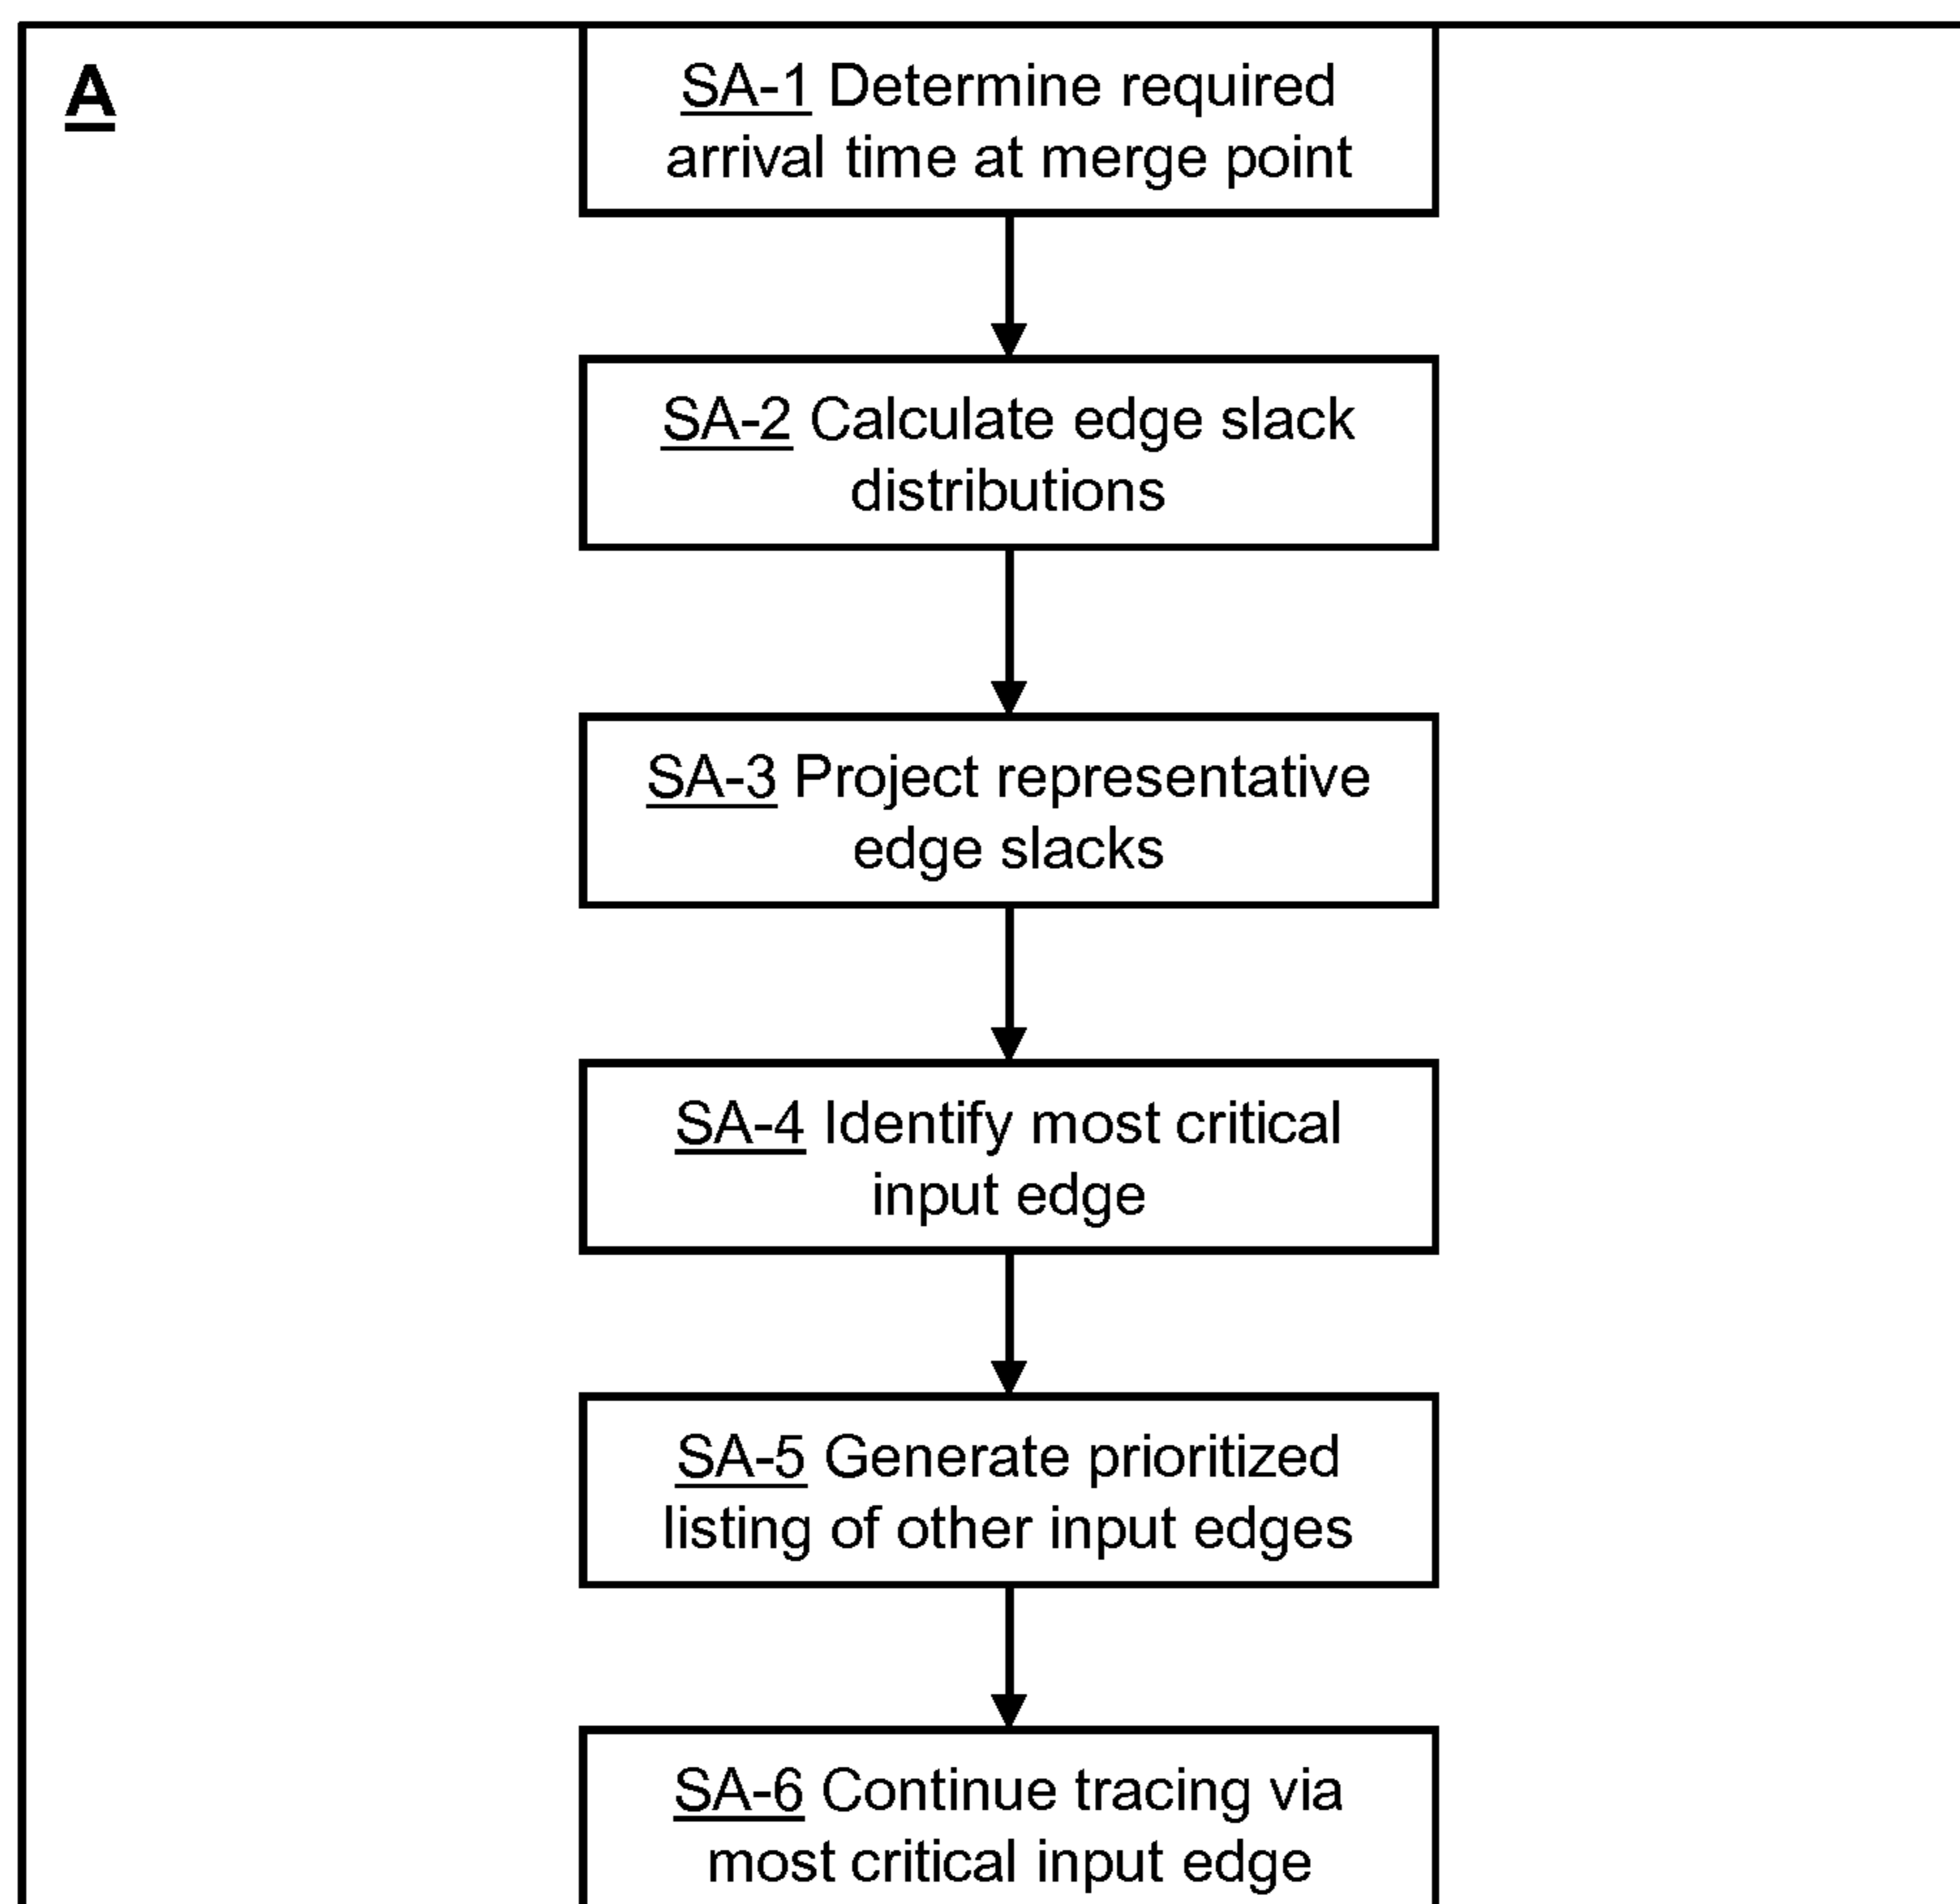 A
SA-1 Determine required
arrival time at merge point
SA-2 Calculate edge slack
distributions
SA-3 Project representative
edge slacks
SA-4 Identify most critical
input edge
SA-5 Generate prioritized
listing of other input edges
SA-6 Continue tracing via
most critical input edge